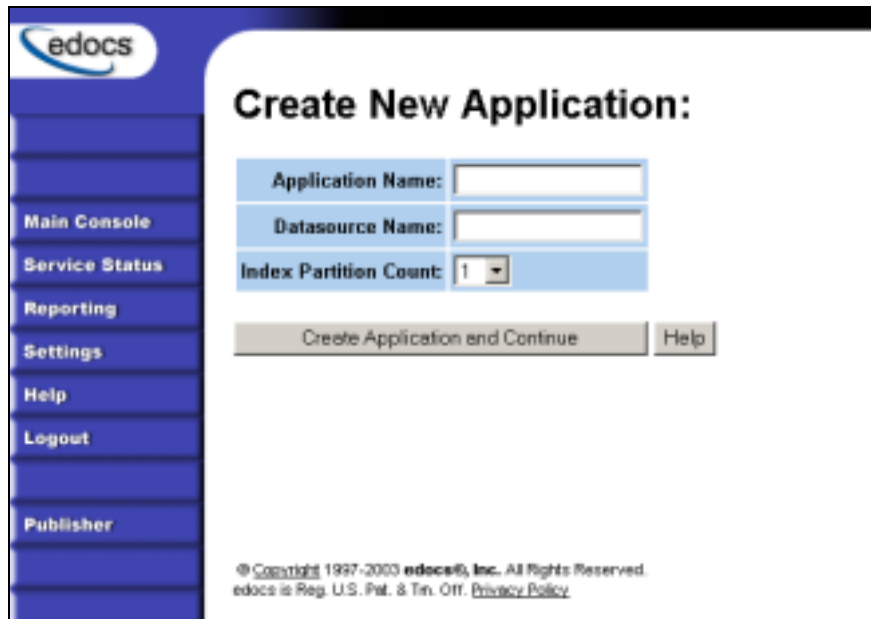 edocs
Create New Application:
Application Name:
Datasource Name:
Index Partition Count: 1
Create Application and Continue
Help
Main Console
Service Status
Reporting
Settings
Help
Logout
Publisher
© Copyright 1997-2003 edocs®, Inc. All Rights Reserved.
edocs is Reg. U.S. Pat. & Tm. Off. Privacy Policy